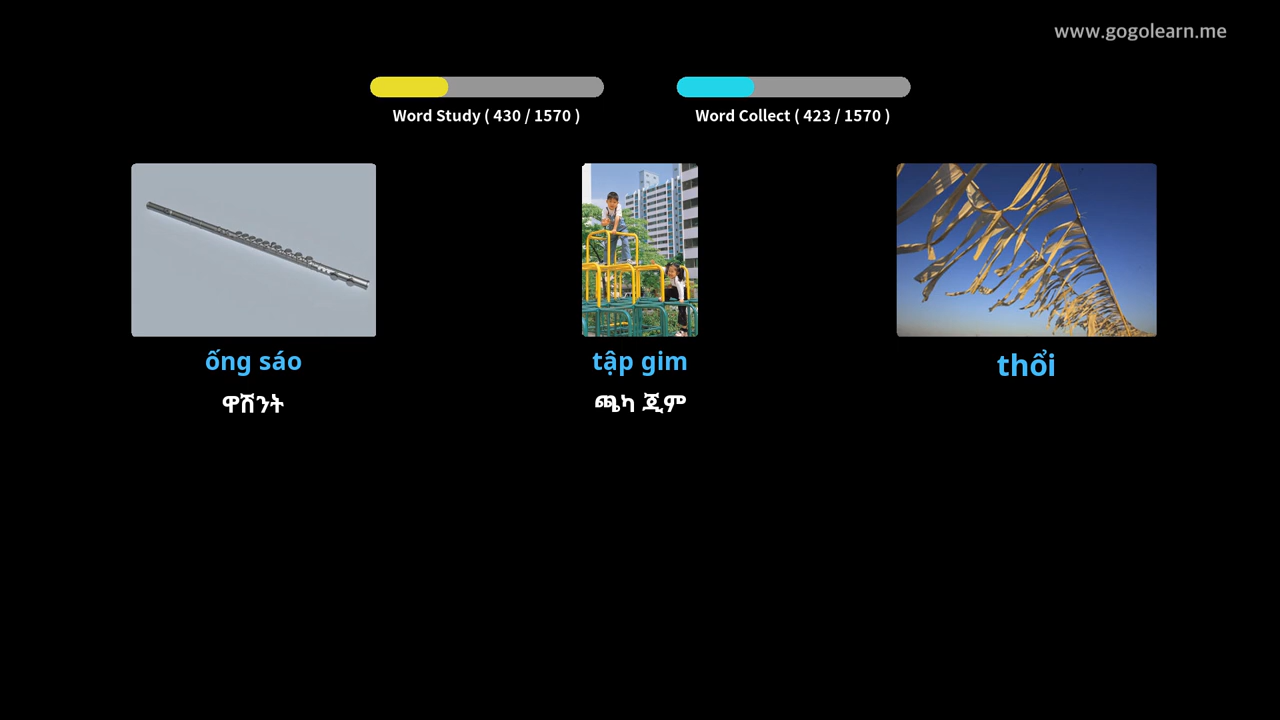 www.gogolearn.me
Word Study ( 430 / 1570 )
Word Collect ( 423 / 1570 )
ống sáo
tập gim
thổi
ዋሽንት
ጫካ ጂም